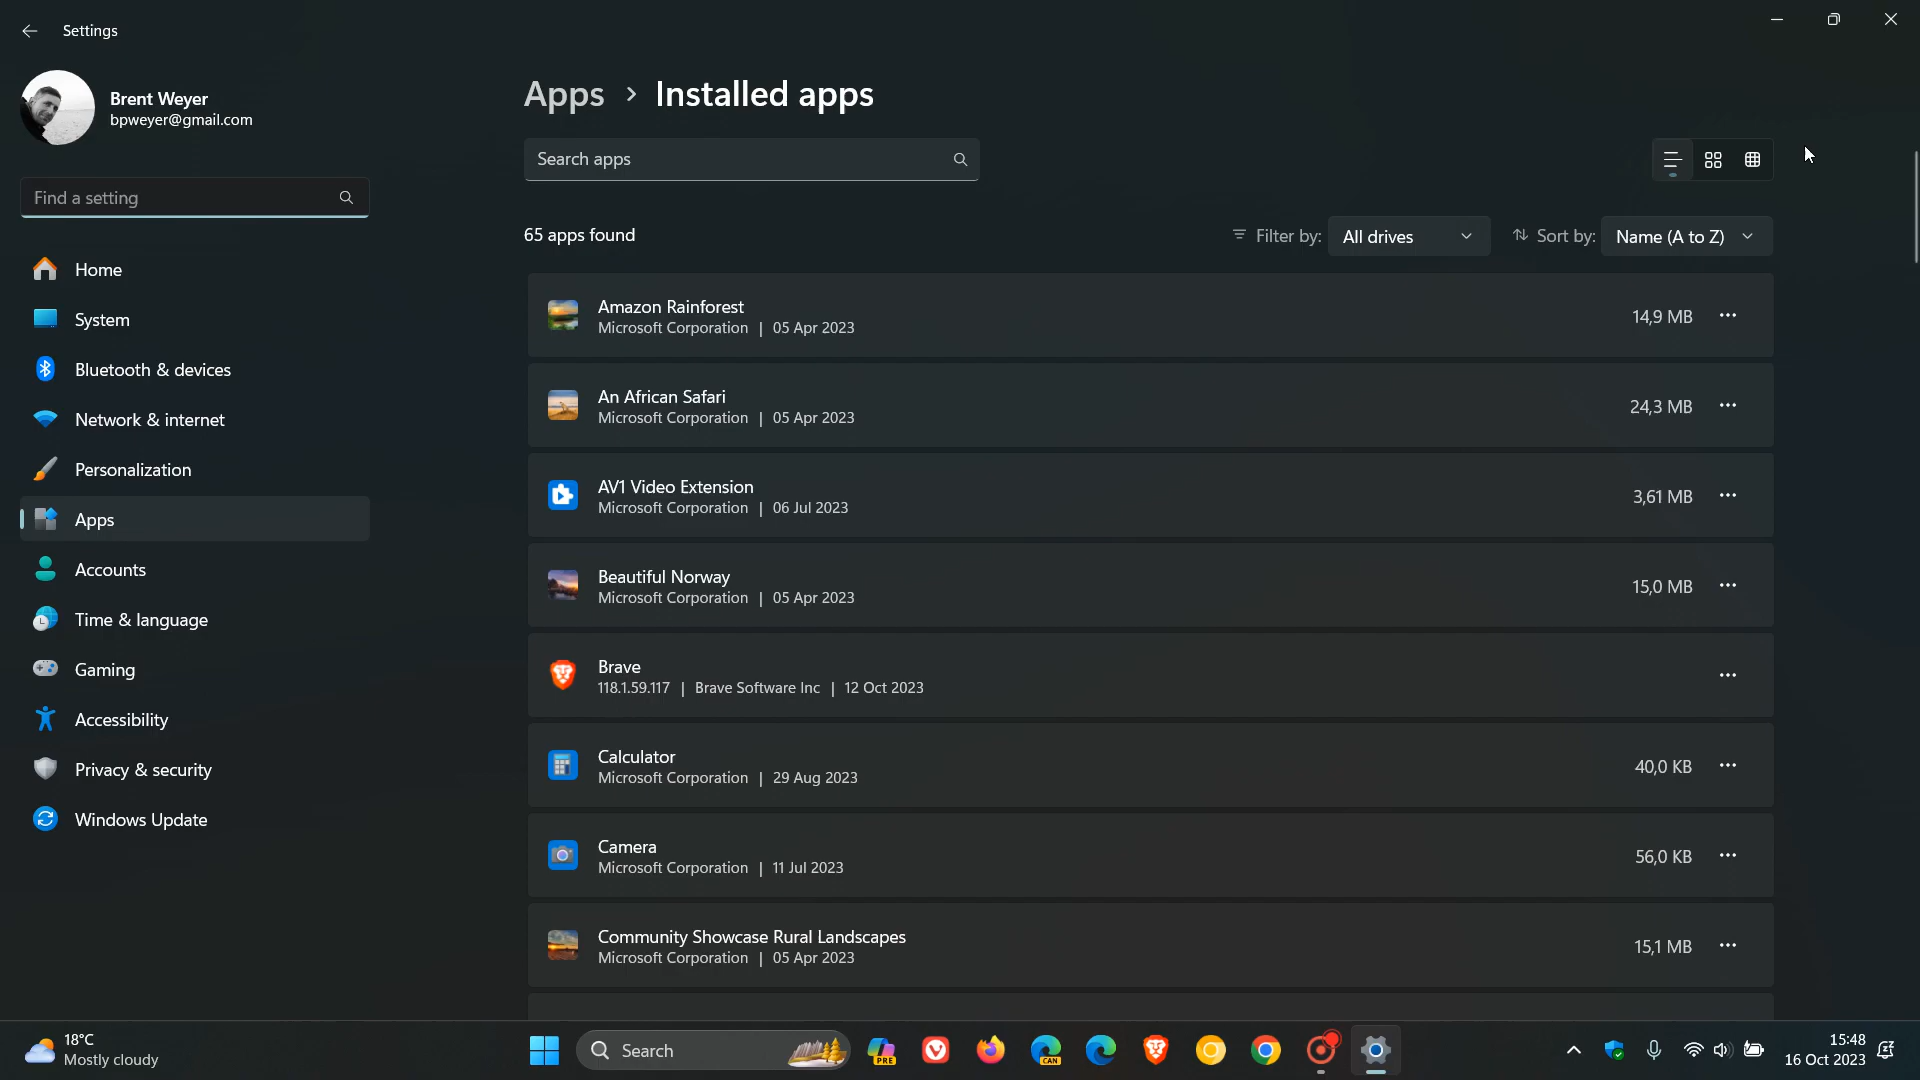 Settings
Brent Weyer
bpweyer@gmail.com
Find a setting
Home
System
Bluetooth & devices
Network & internet
Personalization
Apps
Accounts
Time & language
Gaming
Accessibility
Privacy & security
Windows Update
Apps > Installed apps
Search apps
65 apps found
Filter by: All drives
Sort by: Name (A to Z)
Amazon Rainforest
Microsoft Corporation | 05 Apr 2023
14,9 MB
An African Safari
Microsoft Corporation | 05 Apr 2023
24,3 MB
AV1 Video Extension
Microsoft Corporation | 06 Jul 2023
3,61 MB
Beautiful Norway
Microsoft Corporation | 05 Apr 2023
15,0 MB
Brave
118.1.59.117 | Brave Software Inc | 12 Oct 2023
Calculator
Microsoft Corporation | 29 Aug 2023
40,0 KB
Camera
Microsoft Corporation | 11 Jul 2023
56,0 KB
Community Showcase Rural Landscapes
Microsoft Corporation | 05 Apr 2023
15,1 MB
18°C
Mostly cloudy
Search
PRE
CAN
15:48
16 Oct 2023